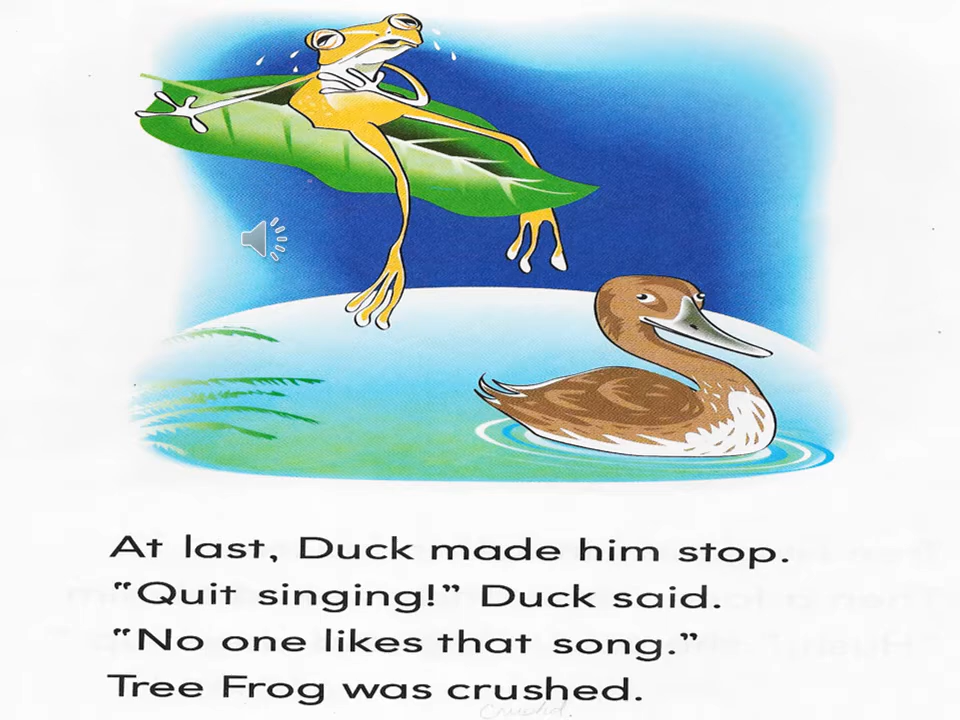 At last, Duck made him stop.
"Quit singing!" Duck said.
"No one likes that song."
Tree Frog was crushed.
crushd.